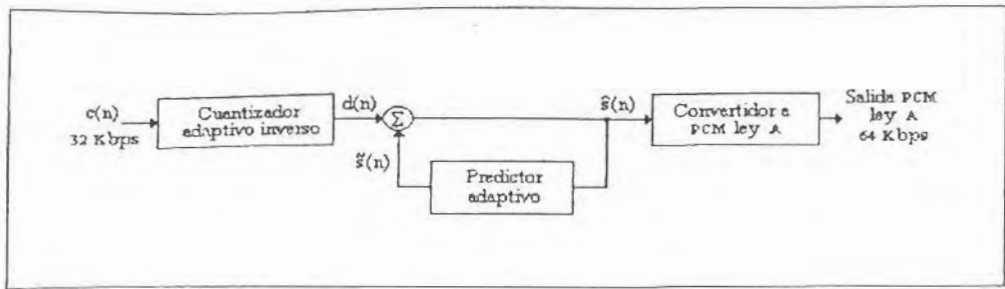 c(n)
32 Kbps
Cuantizador
adaptivo inverso
d(n)
Σ
s̃(n)
Predictor
adaptivo
ŝ(n)
Convertidor a
PCM ley A
Salida PCM
ley A
64 Kbps